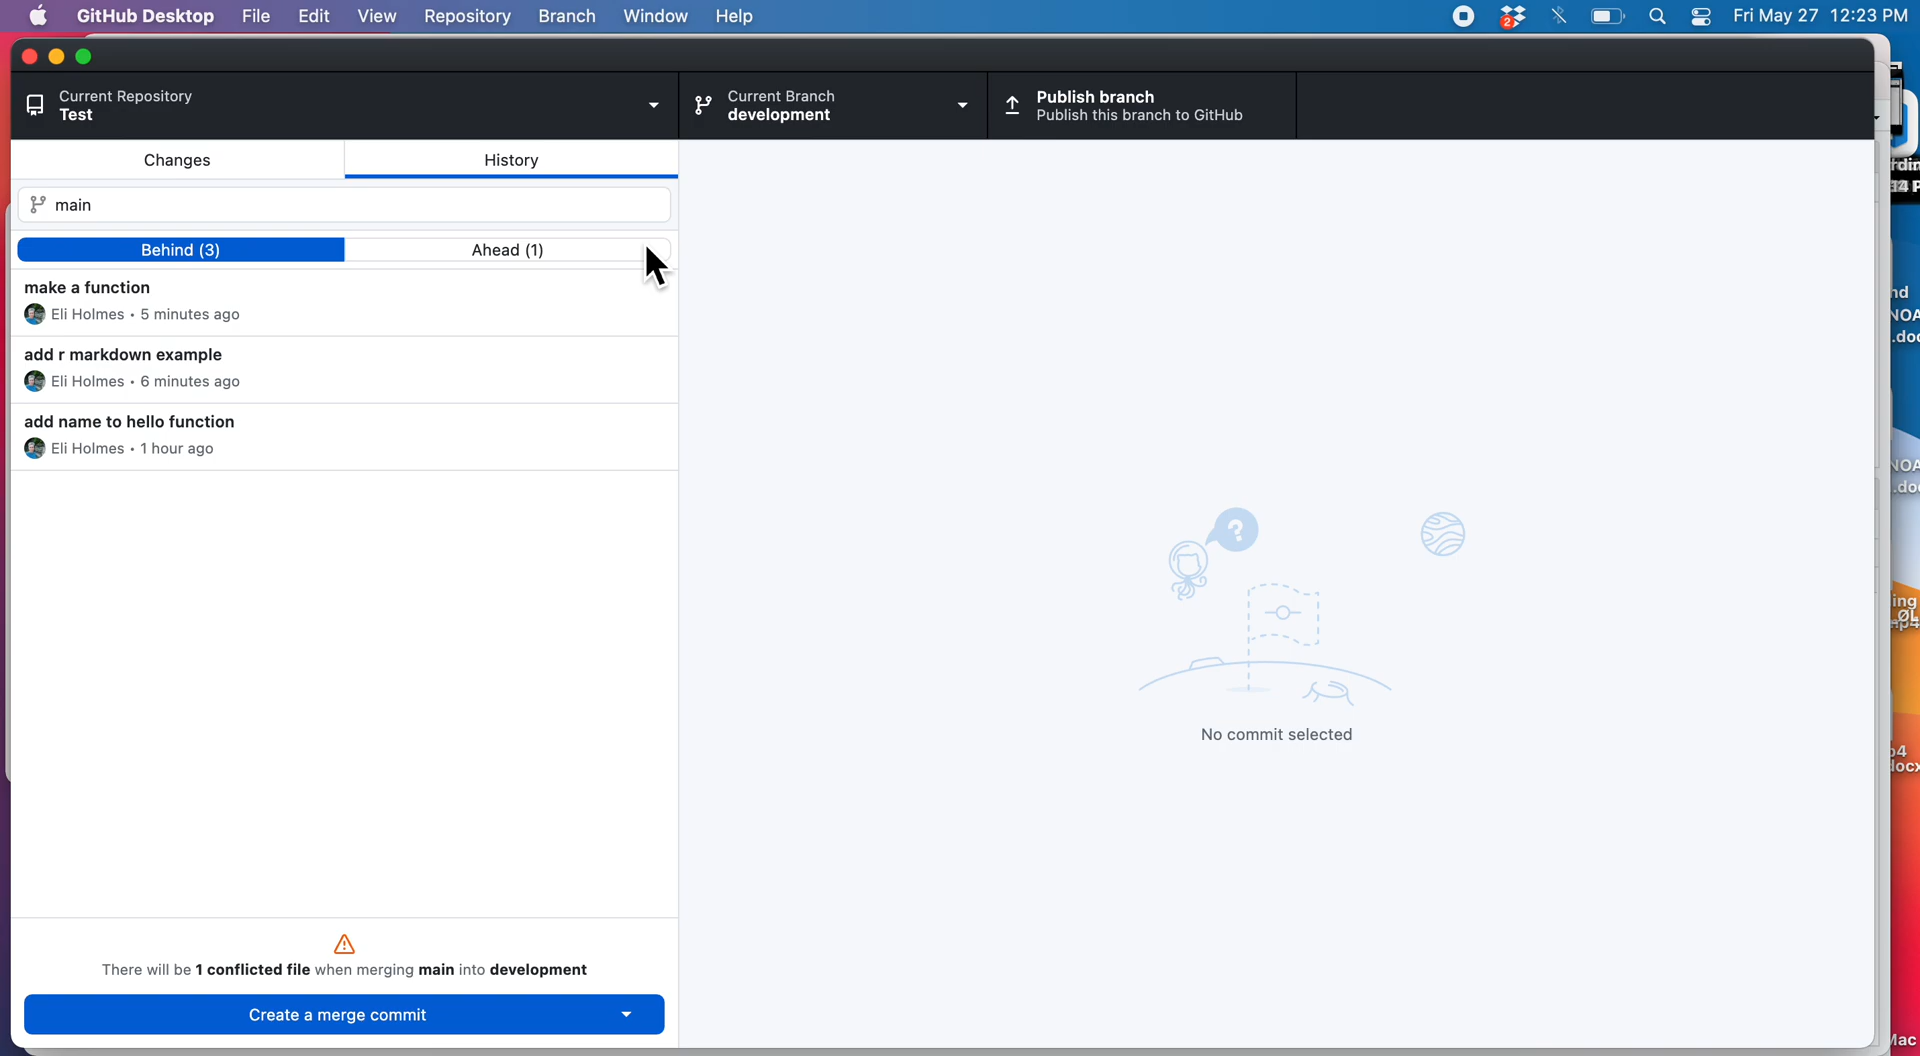 GitHub Desktop File Edit View Repository Branch Window Help 2 Fri May 27 12:23 PM
Current Repository
Test
Current Branch
development
Publish branch
Publish this branch to GitHub
Changes
History
main
Behind (3)
Ahead (1)
make a function
Eli Holmes • 5 minutes ago
add r markdown example
Eli Holmes • 6 minutes ago
add name to hello function
Eli Holmes • 1 hour ago
?
No commit selected
There will be 1 conflicted file when merging main into development
Create a merge commit